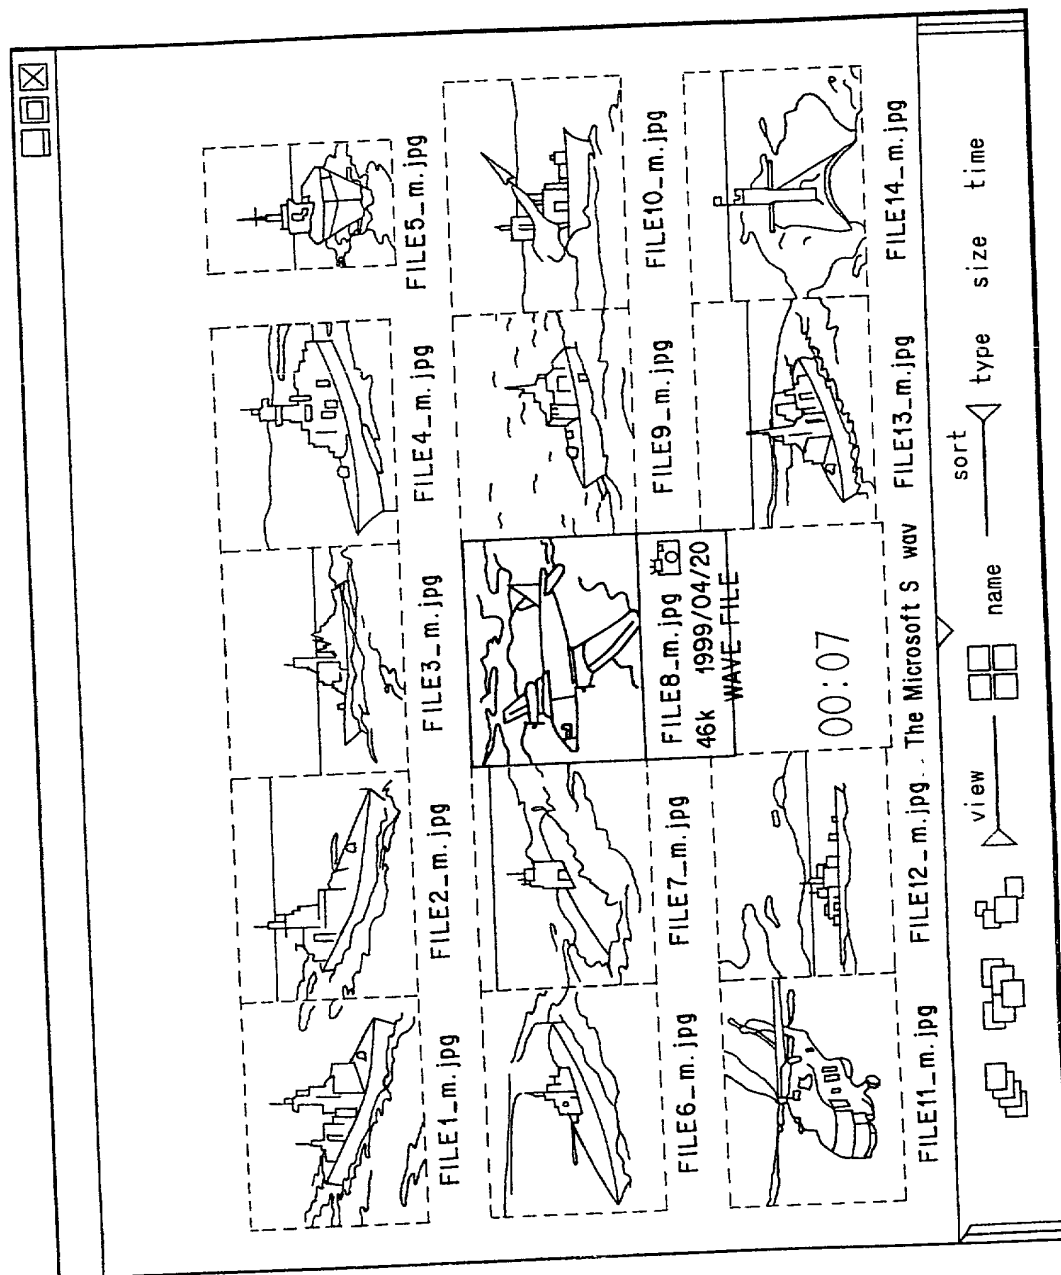 FILE1_m.jpg FILE2_m.jpg FILE3_m.jpg FILE4_m.jpg FILE5_m.jpg
FILE6_m.jpg FILE7_m.jpg FILE8_m.jpg FILE9_m.jpg FILE10_m.jpg
46k 1999/04/20
WAVE FILE
00:07
FILE11_m.jpg FILE12_m.jpg.. The Microsoft S wav FILE13_m.jpg FILE14_m.jpg
view sort
name type size time